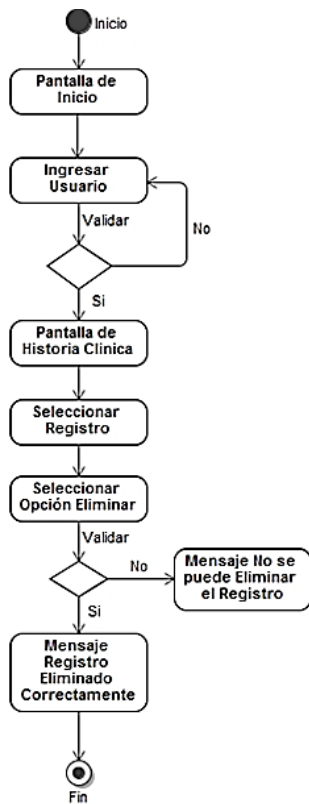 Inicio
Pantalla de
Inicio
Ingresar
Usuario
Validar
No
Si
Pantalla de
Historia Clinica
Seleccionar
Registro
Seleccionar
Opción Eliminar
Validar
No
Mensaje No se
puede Eliminar
el Registro
Si
Mensaje
Registro
Eliminado
Correctamente
Fin